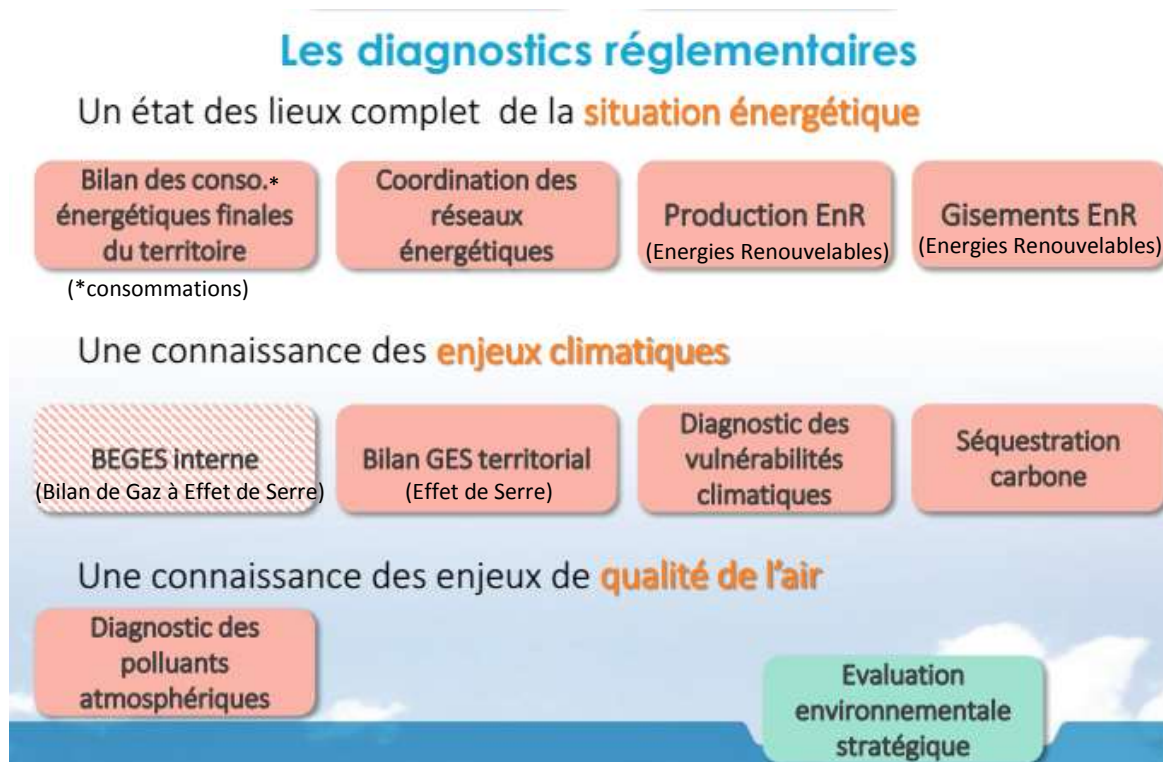 Les diagnostics réglementaires
Un état des lieux complet de la situation énergétique
Bilan des conso.*
énergétiques finales
du territoire
(*consommations)
Coordination des
réseaux
énergétiques
Production EnR
(Energies Renouvelables)
Gisements EnR
(Energies Renouvelables)
Une connaissance des enjeux climatiques
BEGES interne
(Bilan de Gaz à Effet de Serre)
Bilan GES territorial
(Effet de Serre)
Diagnostic des
vulnérabilités
climatiques
Séquestration
carbone
Une connaissance des enjeux de qualité de l'air
Diagnostic des
polluants
atmosphériques
Evaluation
environnementale
stratégique